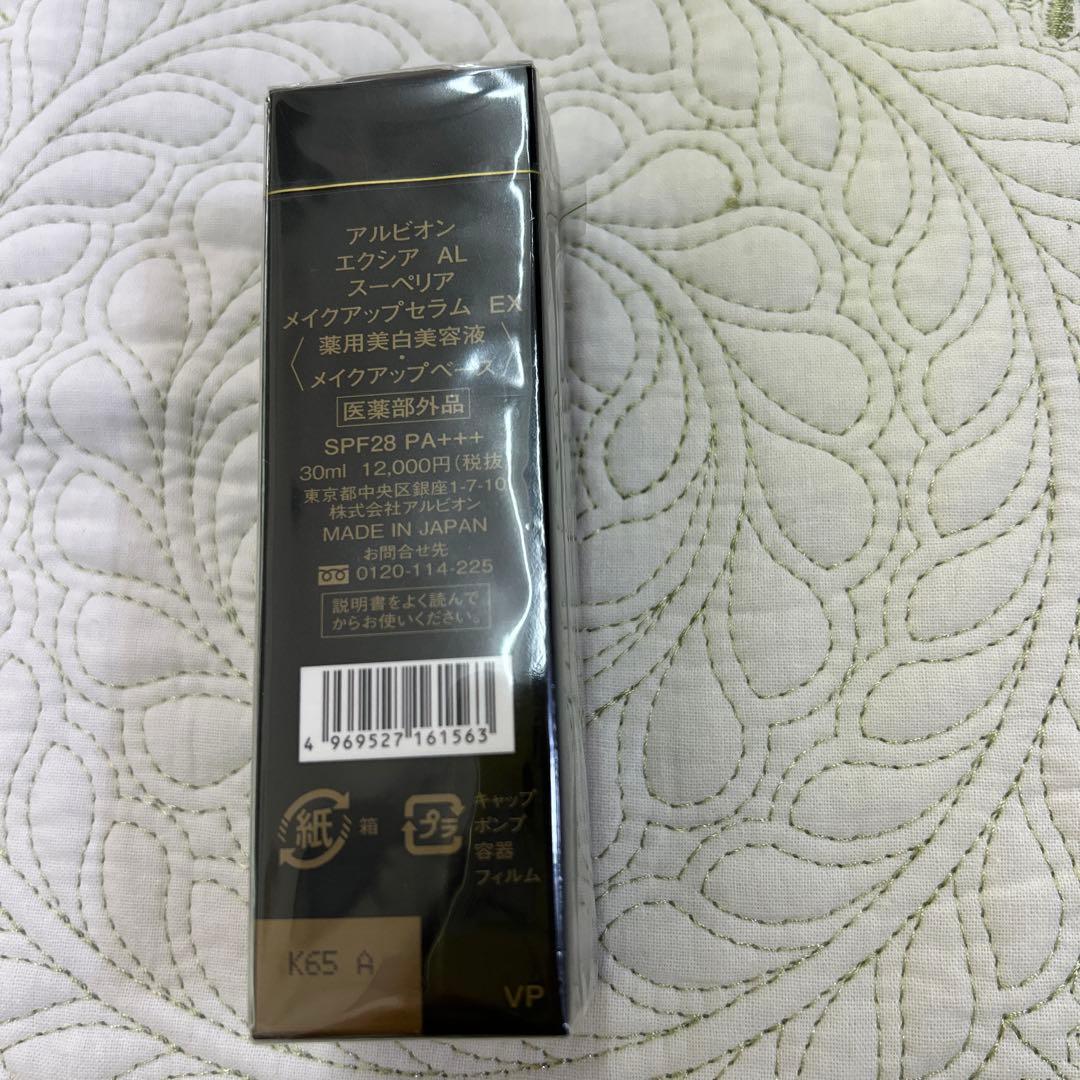 アルビオン
エクシア AL
スーペリア
メイクアップセラム EX
〈薬用美白美容液・
メイクアップベース〉
医薬部外品
SPF28 PA+++
30ml 12,000円(税抜)
東京都中央区銀座1-7-10
株式会社アルビオン
MADE IN JAPAN
お問合せ先
0120-114-225
説明書をよく読んで
からお使いください。
4 969527 161563
紙 箱
プラ キャップ
ポンプ
容器
フィルム
K65 A
VP